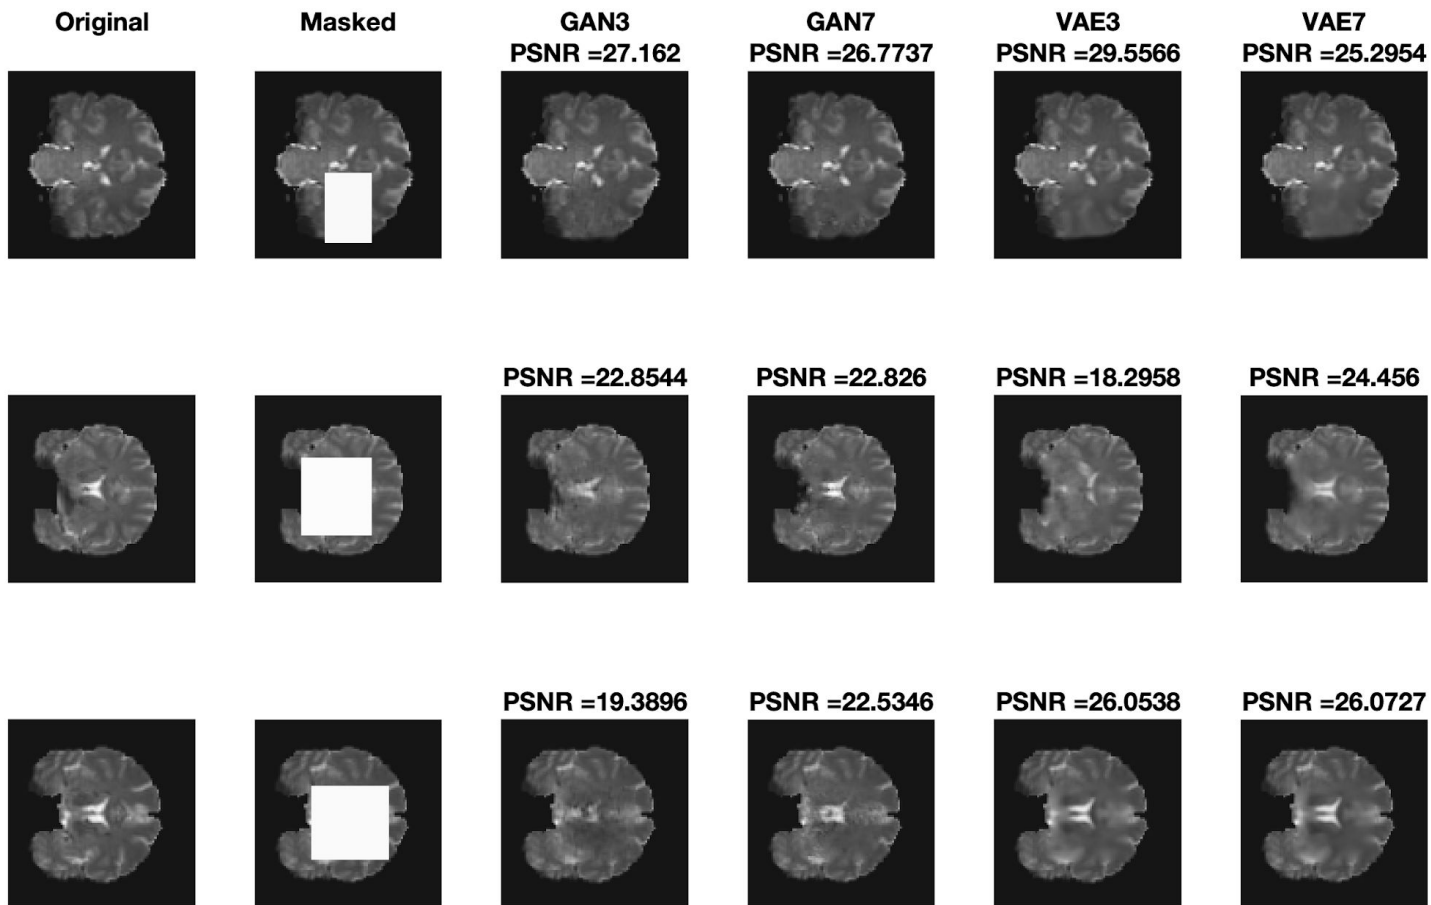 Original Masked GAN3 GAN7 VAE3 VAE7
PSNR =27.162 PSNR =26.7737 PSNR =29.5566 PSNR =25.2954
PSNR =22.8544 PSNR =22.826 PSNR =18.2958 PSNR =24.456
PSNR =19.3896 PSNR =22.5346 PSNR =26.0538 PSNR =26.0727